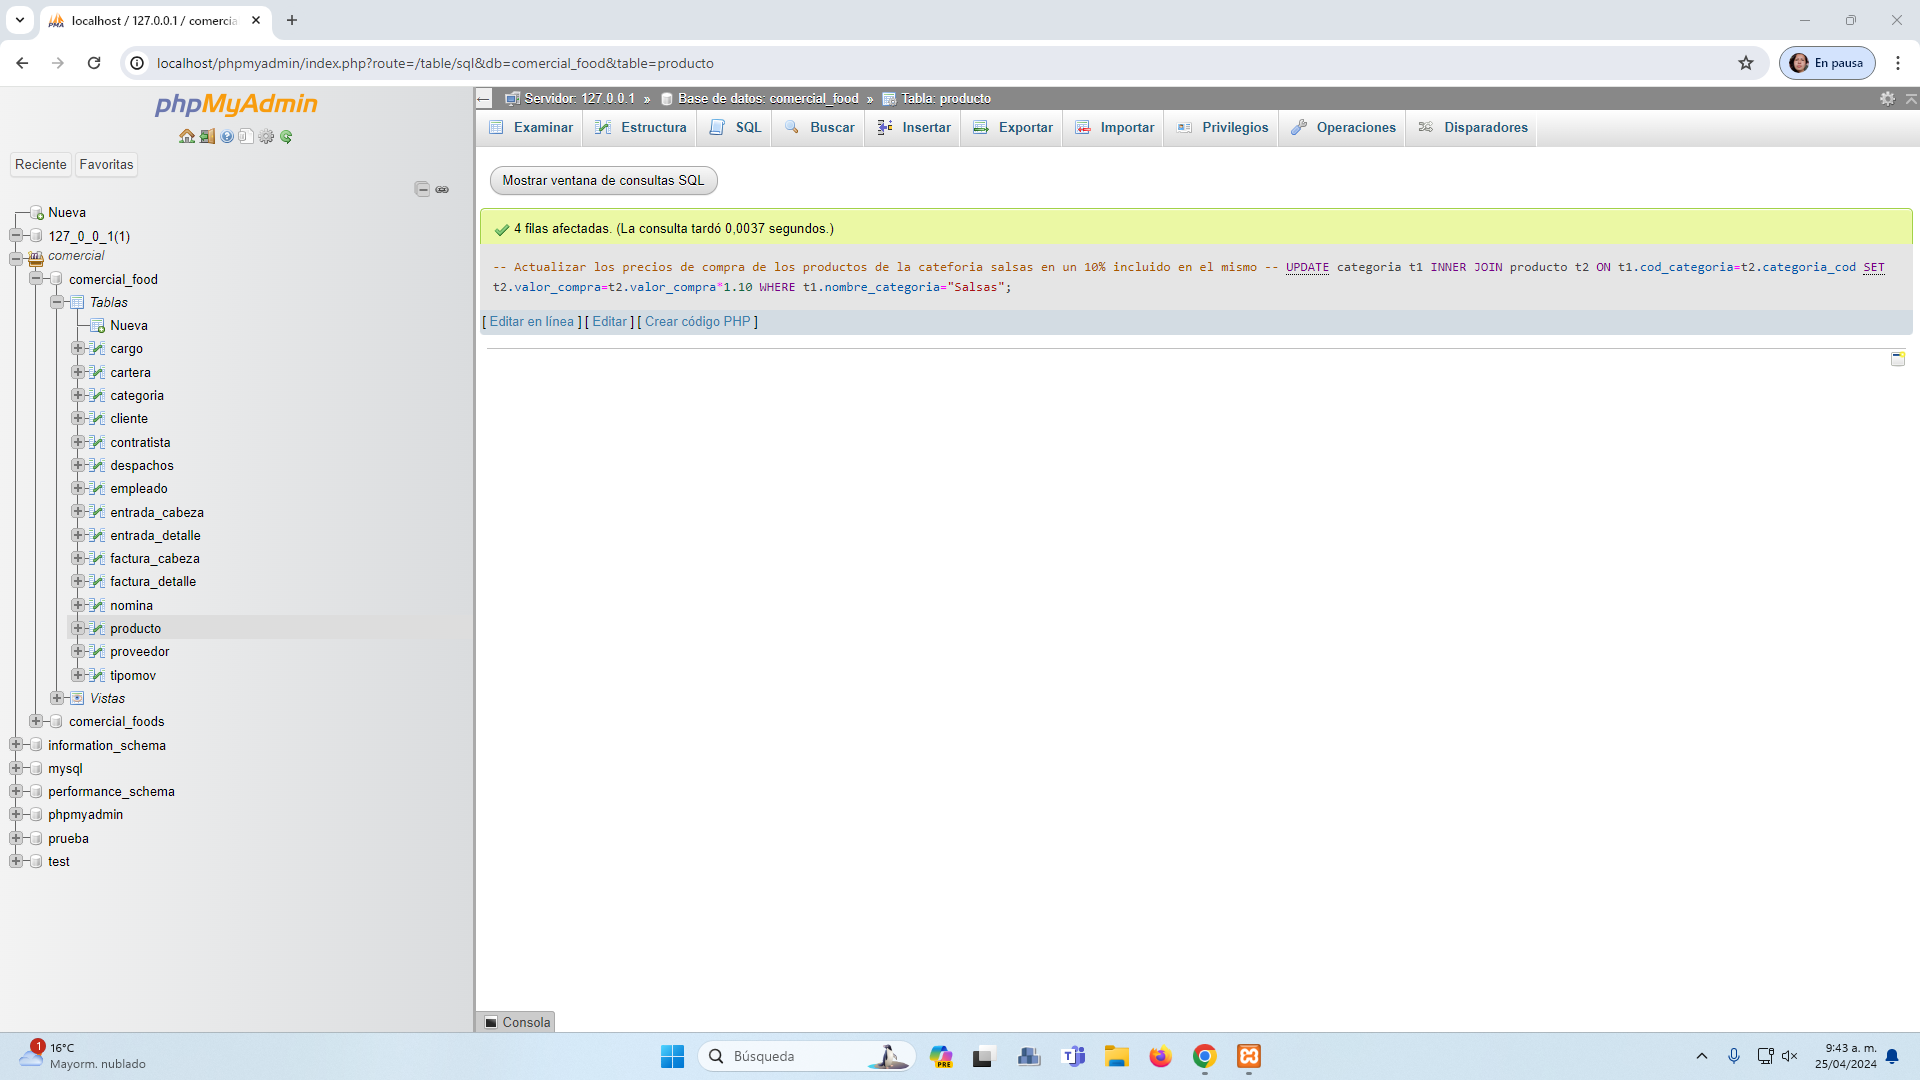 localhost / 127.0.0.1 / comercia
localhost/phpmyadmin/index.php?route=/table/sql&db=comercial_food&table=producto
En pausa
phpMyAdmin
Reciente
Favoritas
Nueva
127_0_0_1(1)
comercial
comercial_food
Tablas
Nueva
cargo
cartera
categoria
cliente
contratista
despachos
empleado
entrada_cabeza
entrada_detalle
factura_cabeza
factura_detalle
nomina
producto
proveedor
tipomov
Vistas
comercial_foods
information_schema
mysql
performance_schema
phpmyadmin
prueba
test
Servidor: 127.0.0.1 » Base de datos: comercial_food » Tabla: producto
Examinar Estructura SQL Buscar Insertar Exportar Importar Privilegios Operaciones Disparadores
Mostrar ventana de consultas SQL
4 filas afectadas. (La consulta tardó 0,0037 segundos.)
-- Actualizar los precios de compra de los productos de la cateforia salsas en un 10% incluido en el mismo -- UPDATE categoria t1 INNER JOIN producto t2 ON t1.cod_categoria=t2.categoria_cod SET
t2.valor_compra=t2.valor_compra*1.10 WHERE t1.nombre_categoria="Salsas";
[ Editar en línea ] [ Editar ] [ Crear código PHP ]
Consola
1
16°C
Mayorm. nublado
Búsqueda
PRE
9:43 a. m.
25/04/2024